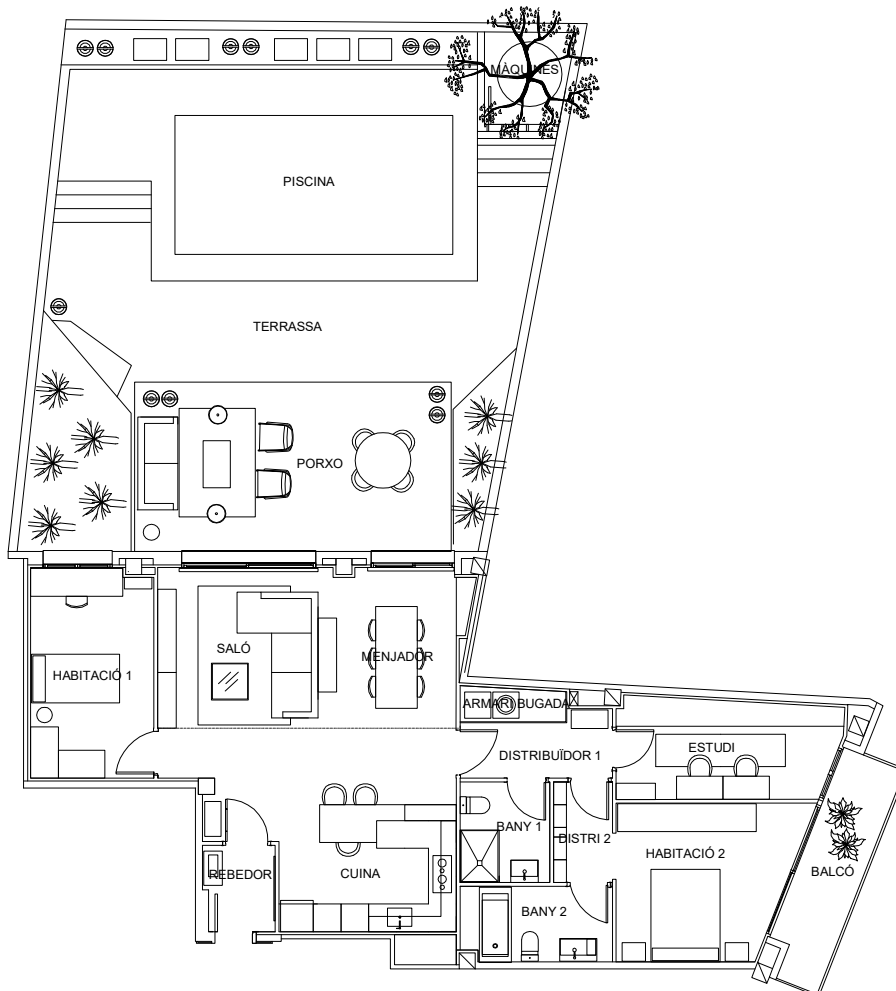 MÀQUINES
PISCINA
TERRASSA
PORXO
SALÓ
MENJADOR
HABITACIÓ 1
ARMARI BUGADA
DISTRIBUÏDOR 1
ESTUDI
BANY 1
DISTRI 2
HABITACIÓ 2
REBEDOR
CUINA
BALCÓ
BANY 2